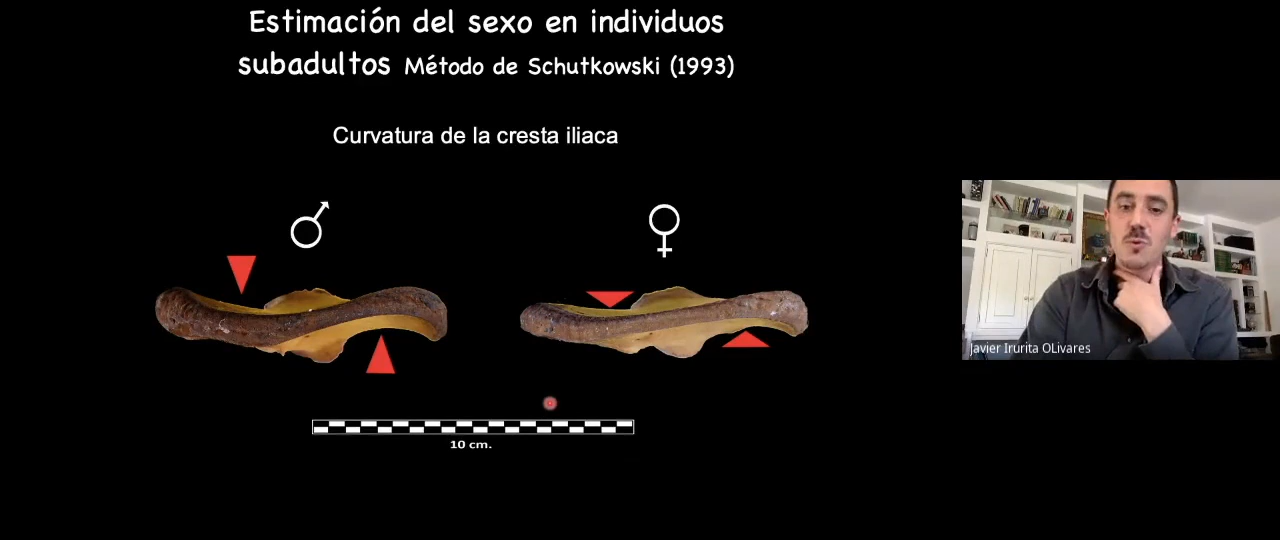 Estimación del sexo en individuos
subadultos Método de Schutkowski (1993)
Curvatura de la cresta iliaca
♂
♀
10 cm.
Javier Irurita OLivares